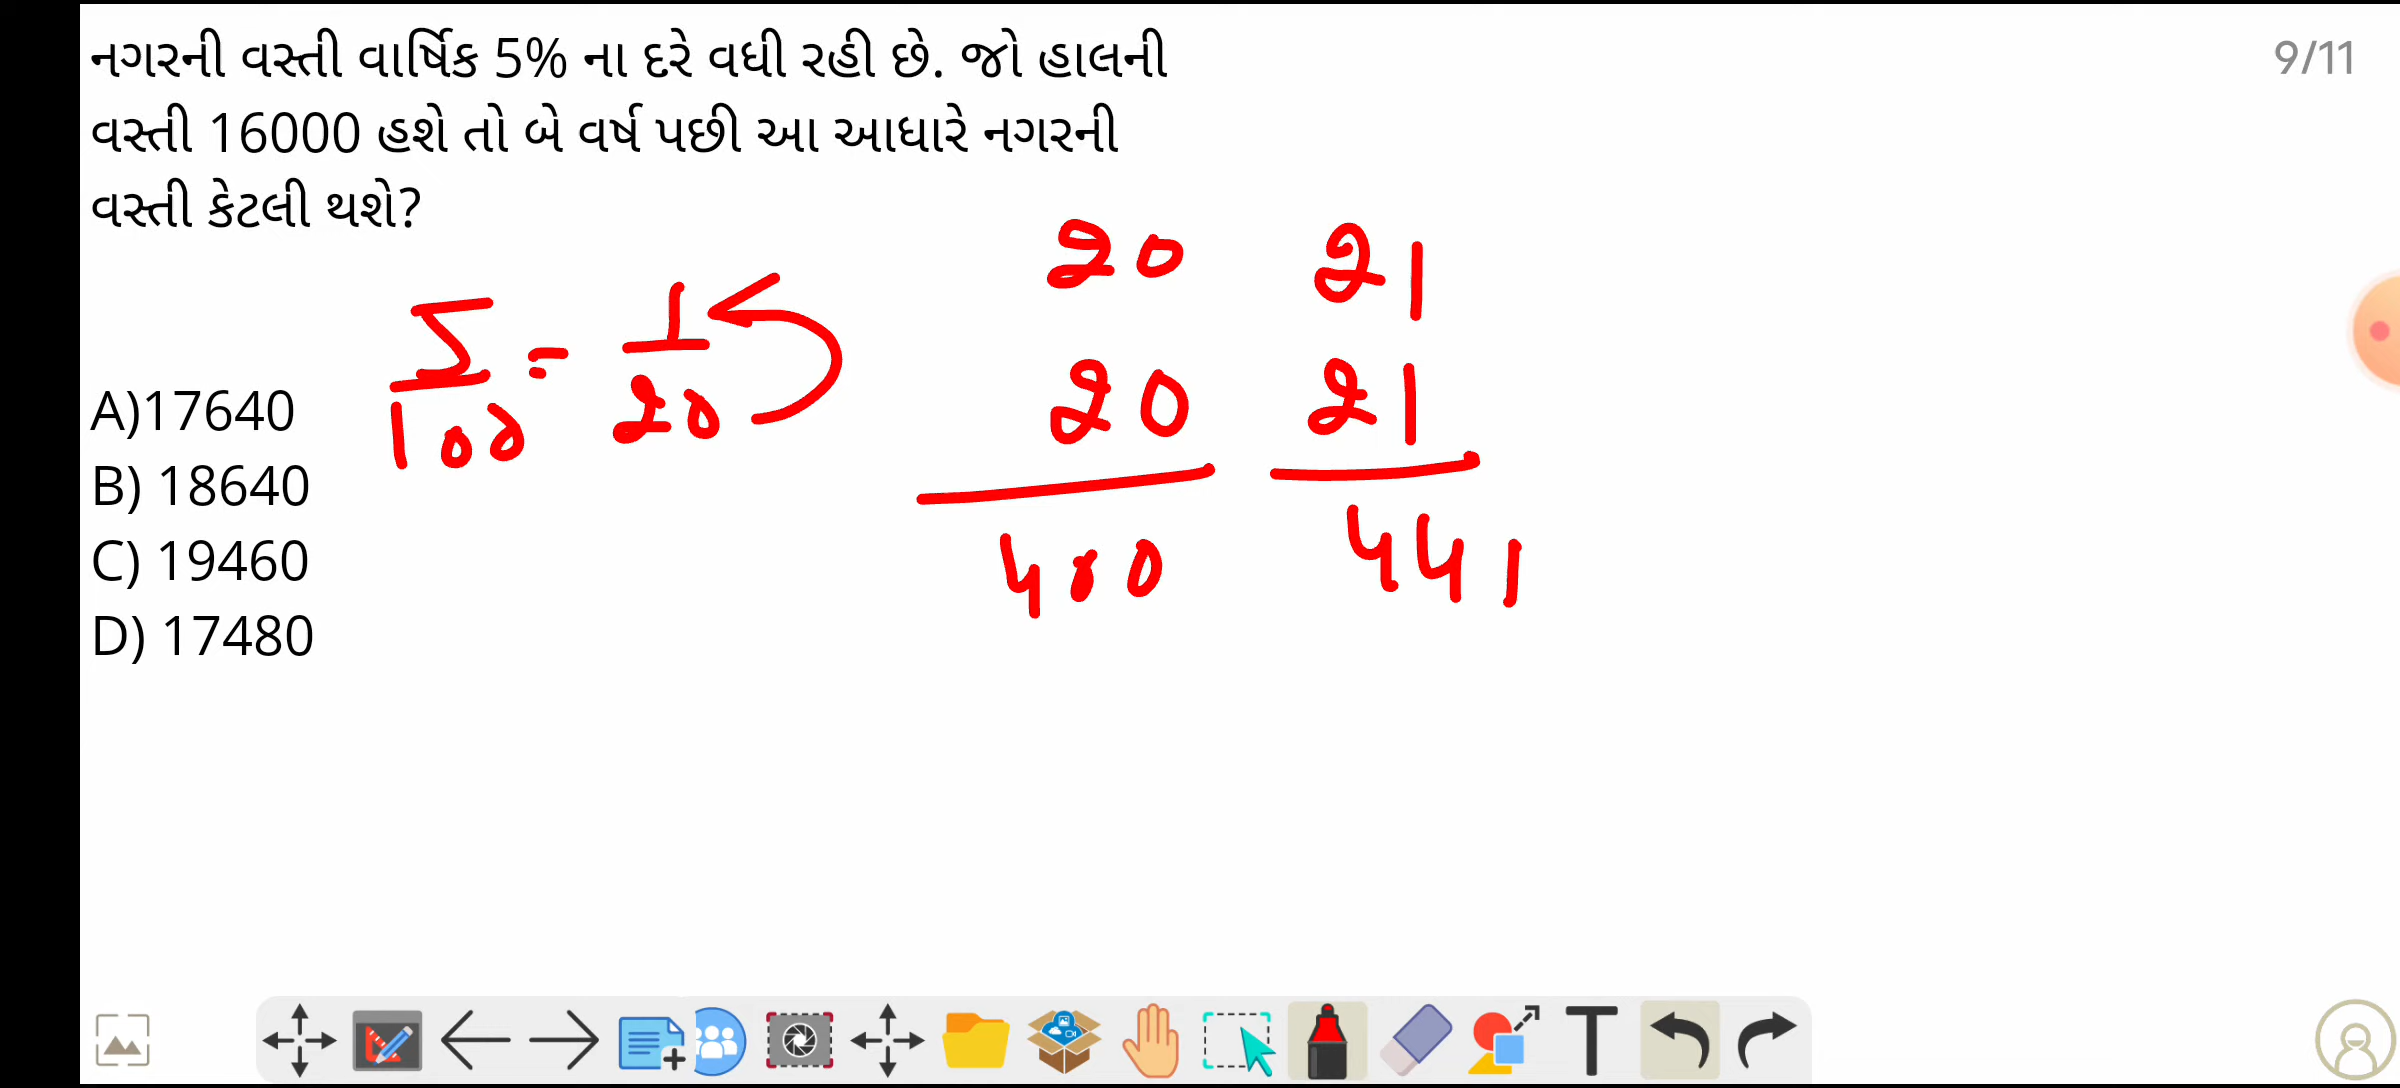 નગરની વસ્તી વાર્ષિક 5% ના દરે વધી રહી છે. જો હાલની
વસ્તી 16000 હશે તો બે વર્ષ પછી આ આધારે નગરની
વસ્તી કેટલી થશે?
9/11
A)17640
B) 18640
C) 19460
D) 17480
5/100 = 1/20
20 21
20 21
400 441
T